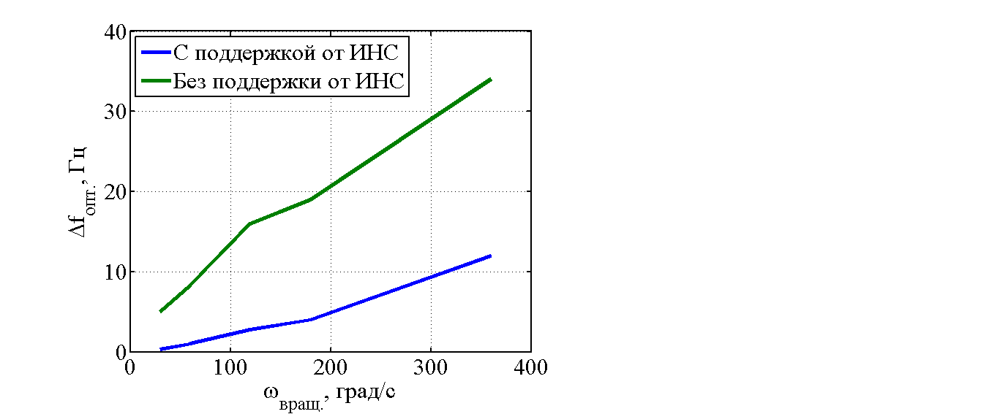 40
С поддержкой от ИНС
Без поддержки от ИНС
30
20
10
0
Δfопт., Гц
0 100 200 300 400
ωвращ., град/с